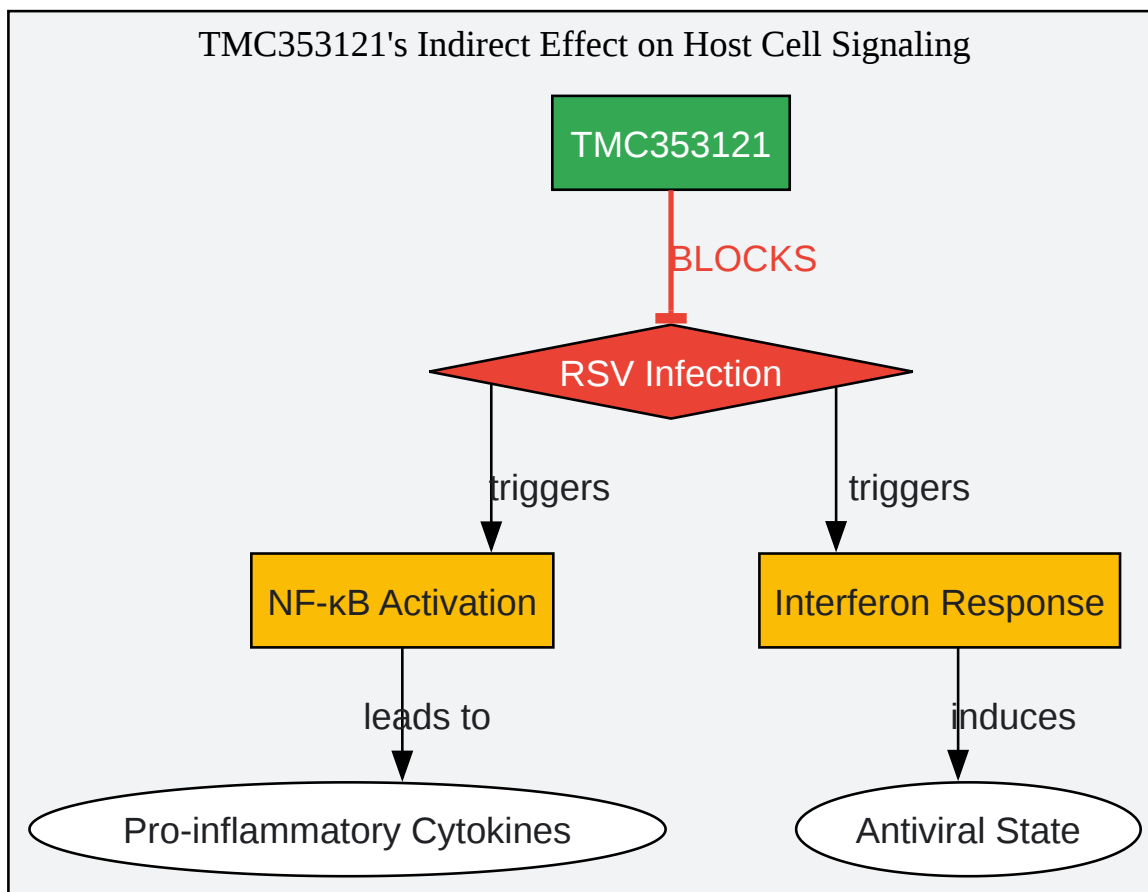 TMC353121's Indirect Effect on Host Cell Signaling
TMC353121
BLOCKS
RSV Infection
triggers
triggers
NF-κB Activation
Interferon Response
leads to
induces
Pro-inflammatory Cytokines
Antiviral State